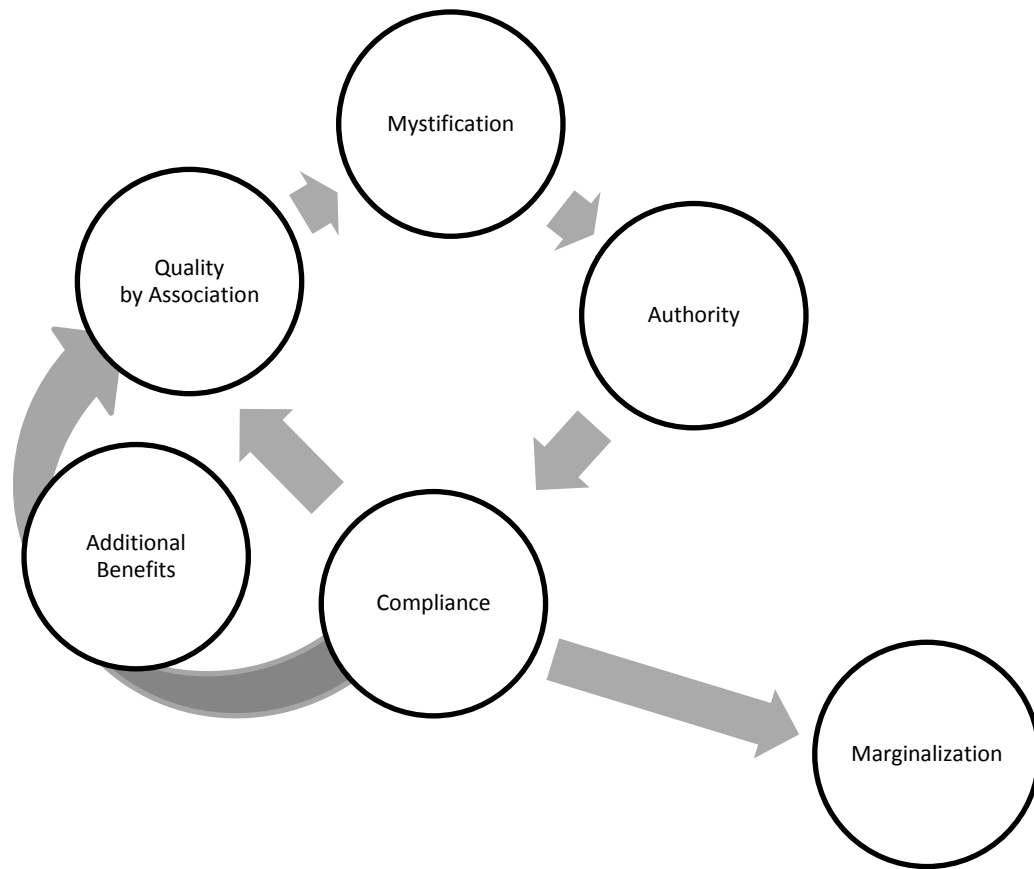 Mystification
Quality
by Association
Authority
Additional
Benefits
Compliance
Marginalization